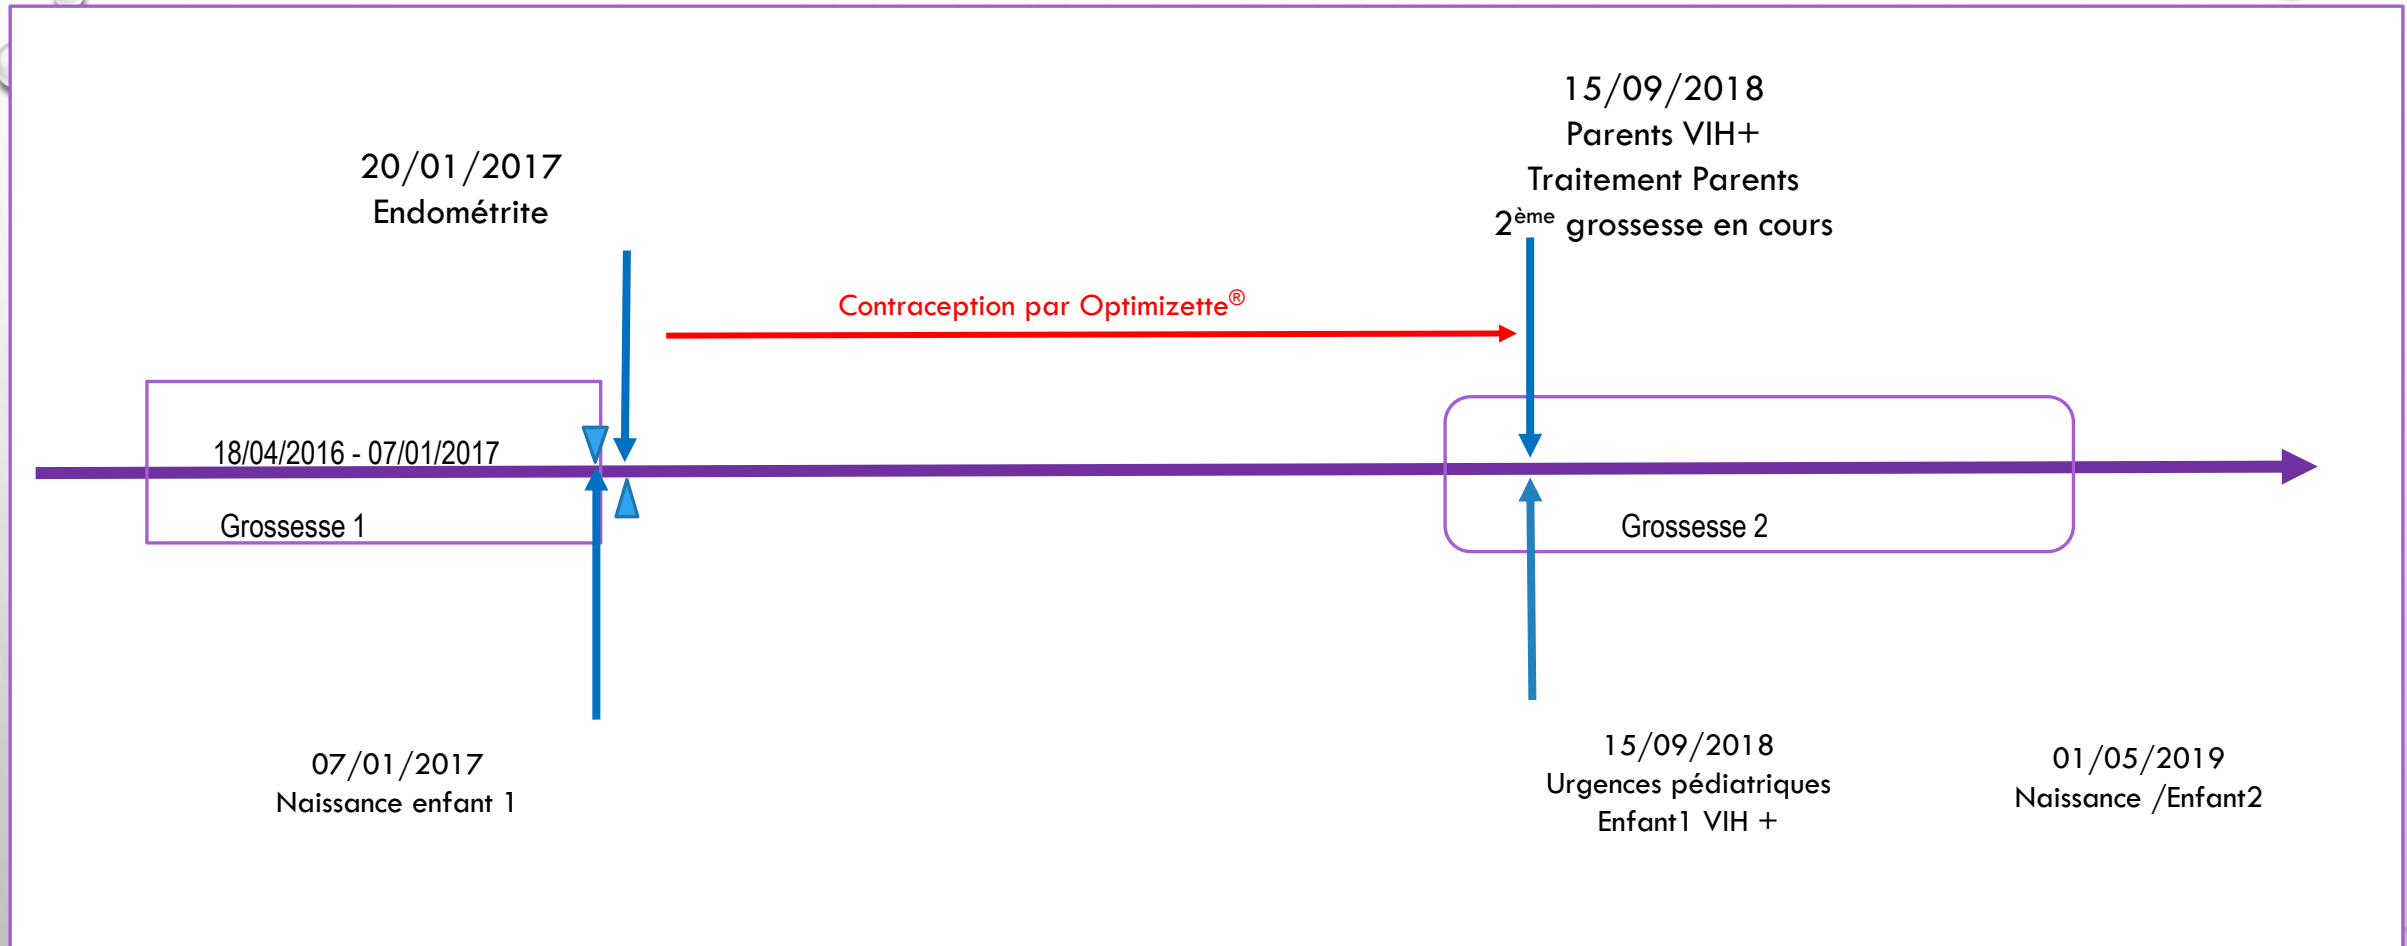 15/09/2018
Parents VIH+
Traitement Parents
2ème grossesse en cours
20/01/2017
Endométrite
Contraception par Optimizette®
18/04/2016 - 07/01/2017
Grossesse 1
Grossesse 2
07/01/2017
Naissance enfant 1
15/09/2018
Urgences pédiatriques
Enfant1 VIH +
01/05/2019
Naissance /Enfant2